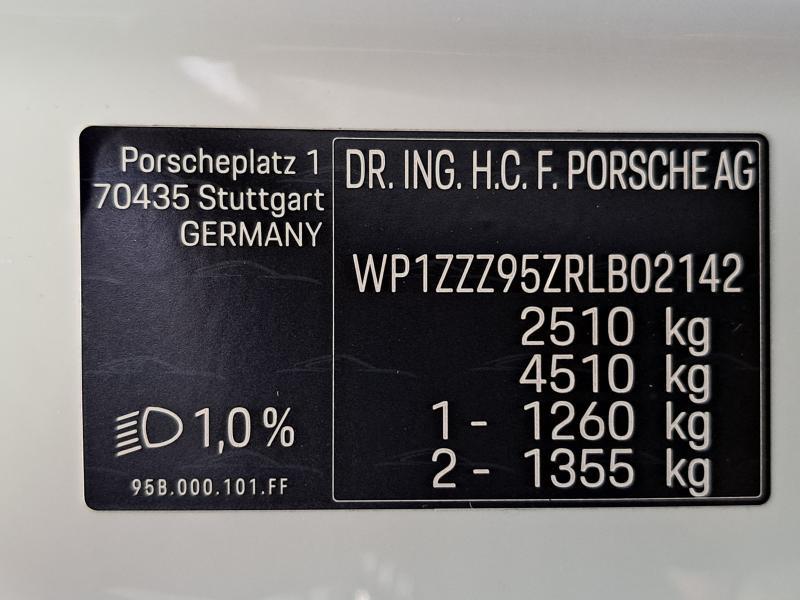 Porscheplatz 1
70435 Stuttgart
GERMANY
1,0 %
95B.000.101.FF
DR. ING. H.C. F. PORSCHE AG
WP1ZZZ95ZRLB02142
2510 kg
4510 kg
1 - 1260 kg
2 - 1355 kg